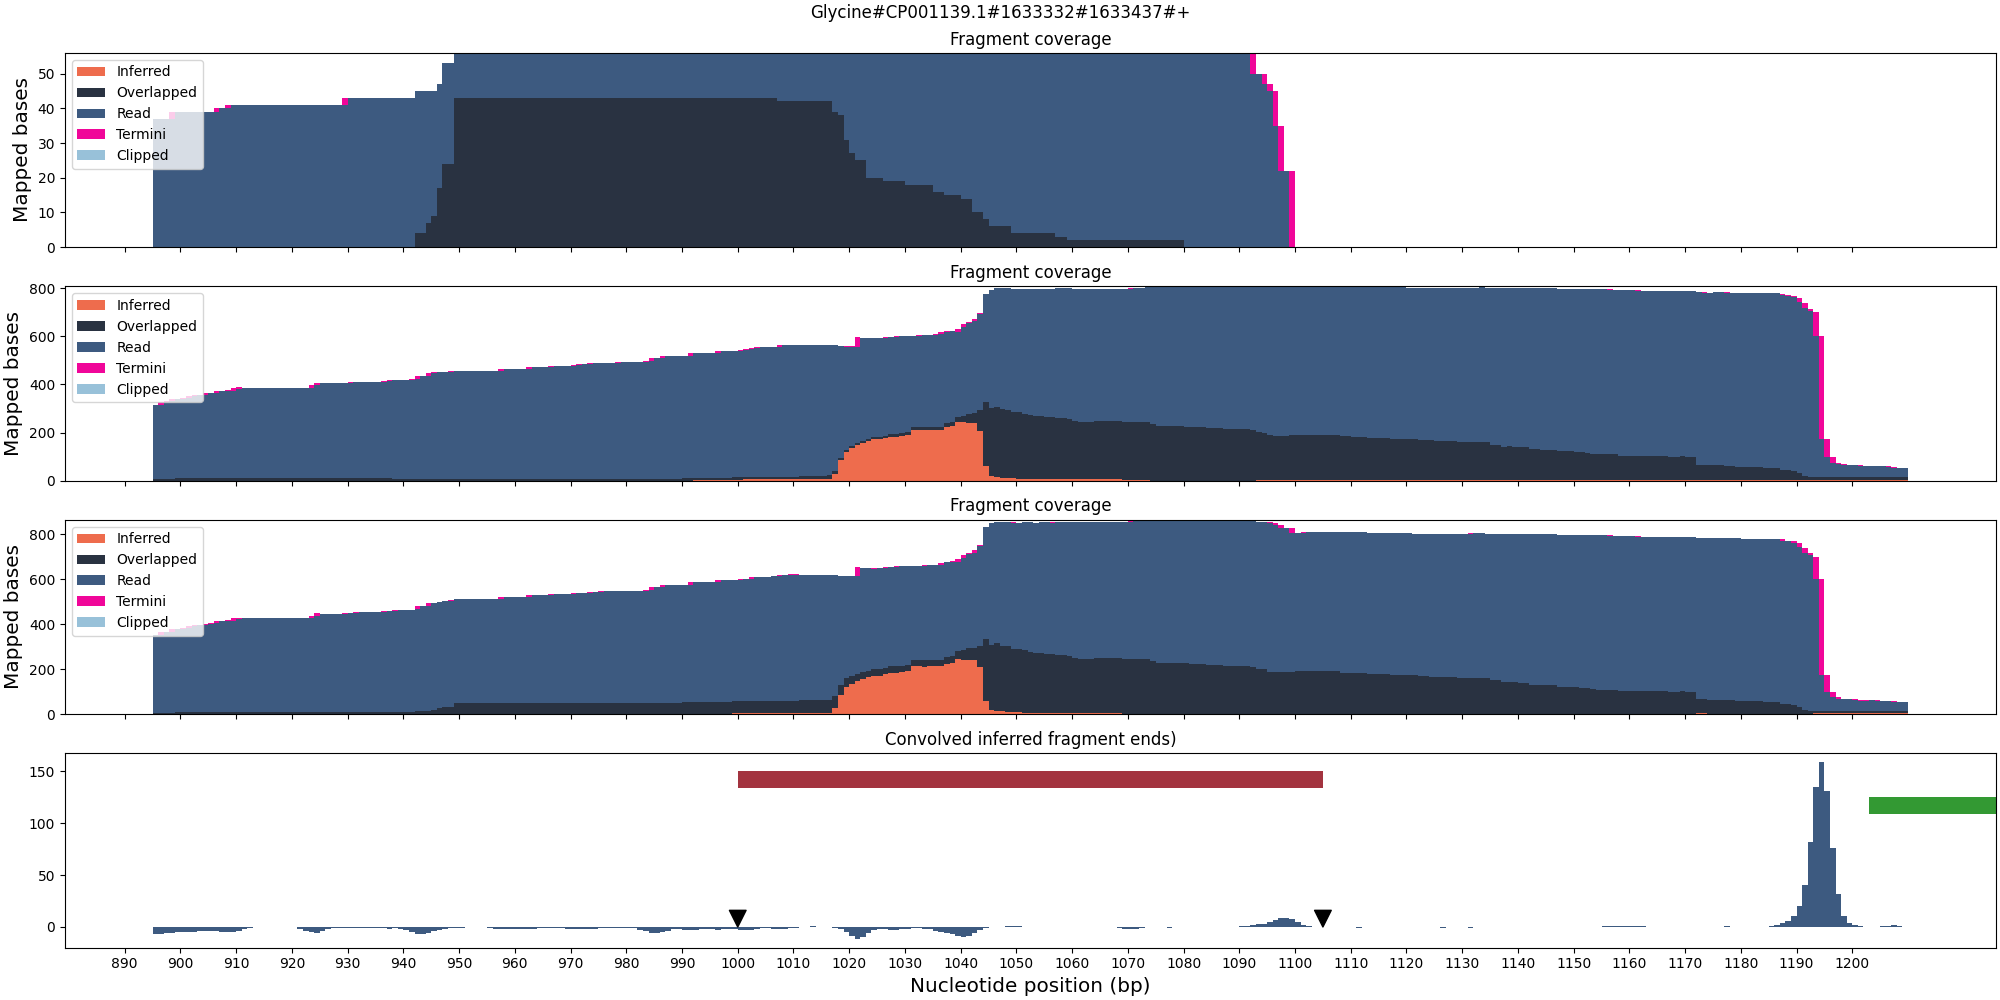 Glycine#CP001139.1#1633332#1633437#+
Fragment coverage
Mapped bases
50
40
30
20
10
0
Inferred
Overlapped
Read
Termini
Clipped
Fragment coverage
Mapped bases
800
600
400
200
0
Inferred
Overlapped
Read
Termini
Clipped
Fragment coverage
Mapped bases
800
600
400
200
0
Inferred
Overlapped
Read
Termini
Clipped
Convolved inferred fragment ends)
150
100
50
0
890 900 910 920 930 940 950 960 970 980 990 1000 1010 1020 1030 1040 1050 1060 1070 1080 1090 1100 1110 1120 1130 1140 1150 1160 1170 1180 1190 1200
Nucleotide position (bp)